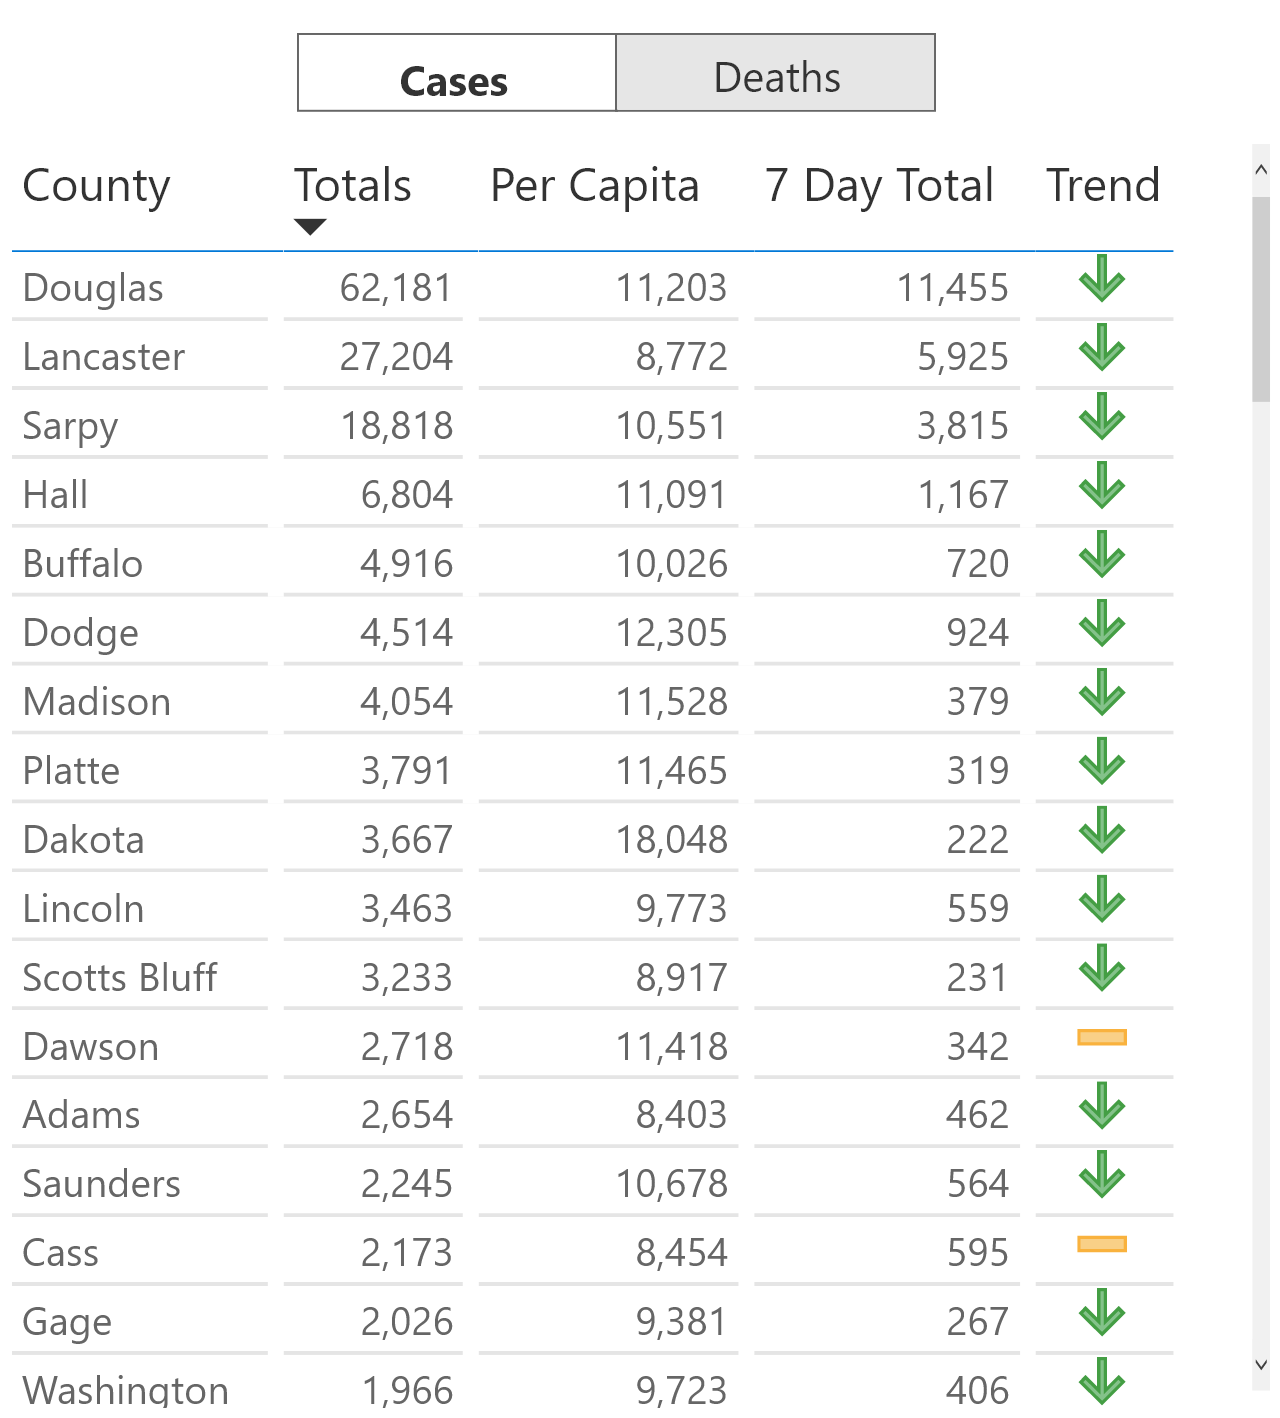 Cases Deaths
County Totals Per Capita 7 Day Total Trend
Douglas 62,181 11,203 11,455
Lancaster 27,204 8,772 5,925
Sarpy 18,818 10,551 3,815
Hall 6,804 11,091 1,167
Buffalo 4,916 10,026 720
Dodge 4,514 12,305 924
Madison 4,054 11,528 379
Platte 3,791 11,465 319
Dakota 3,667 18,048 222
Lincoln 3,463 9,773 559
Scotts Bluff 3,233 8,917 231
Dawson 2,718 11,418 342
Adams 2,654 8,403 462
Saunders 2,245 10,678 564
Cass 2,173 8,454 595
Gage 2,026 9,381 267
Washington 1,966 9,723 406